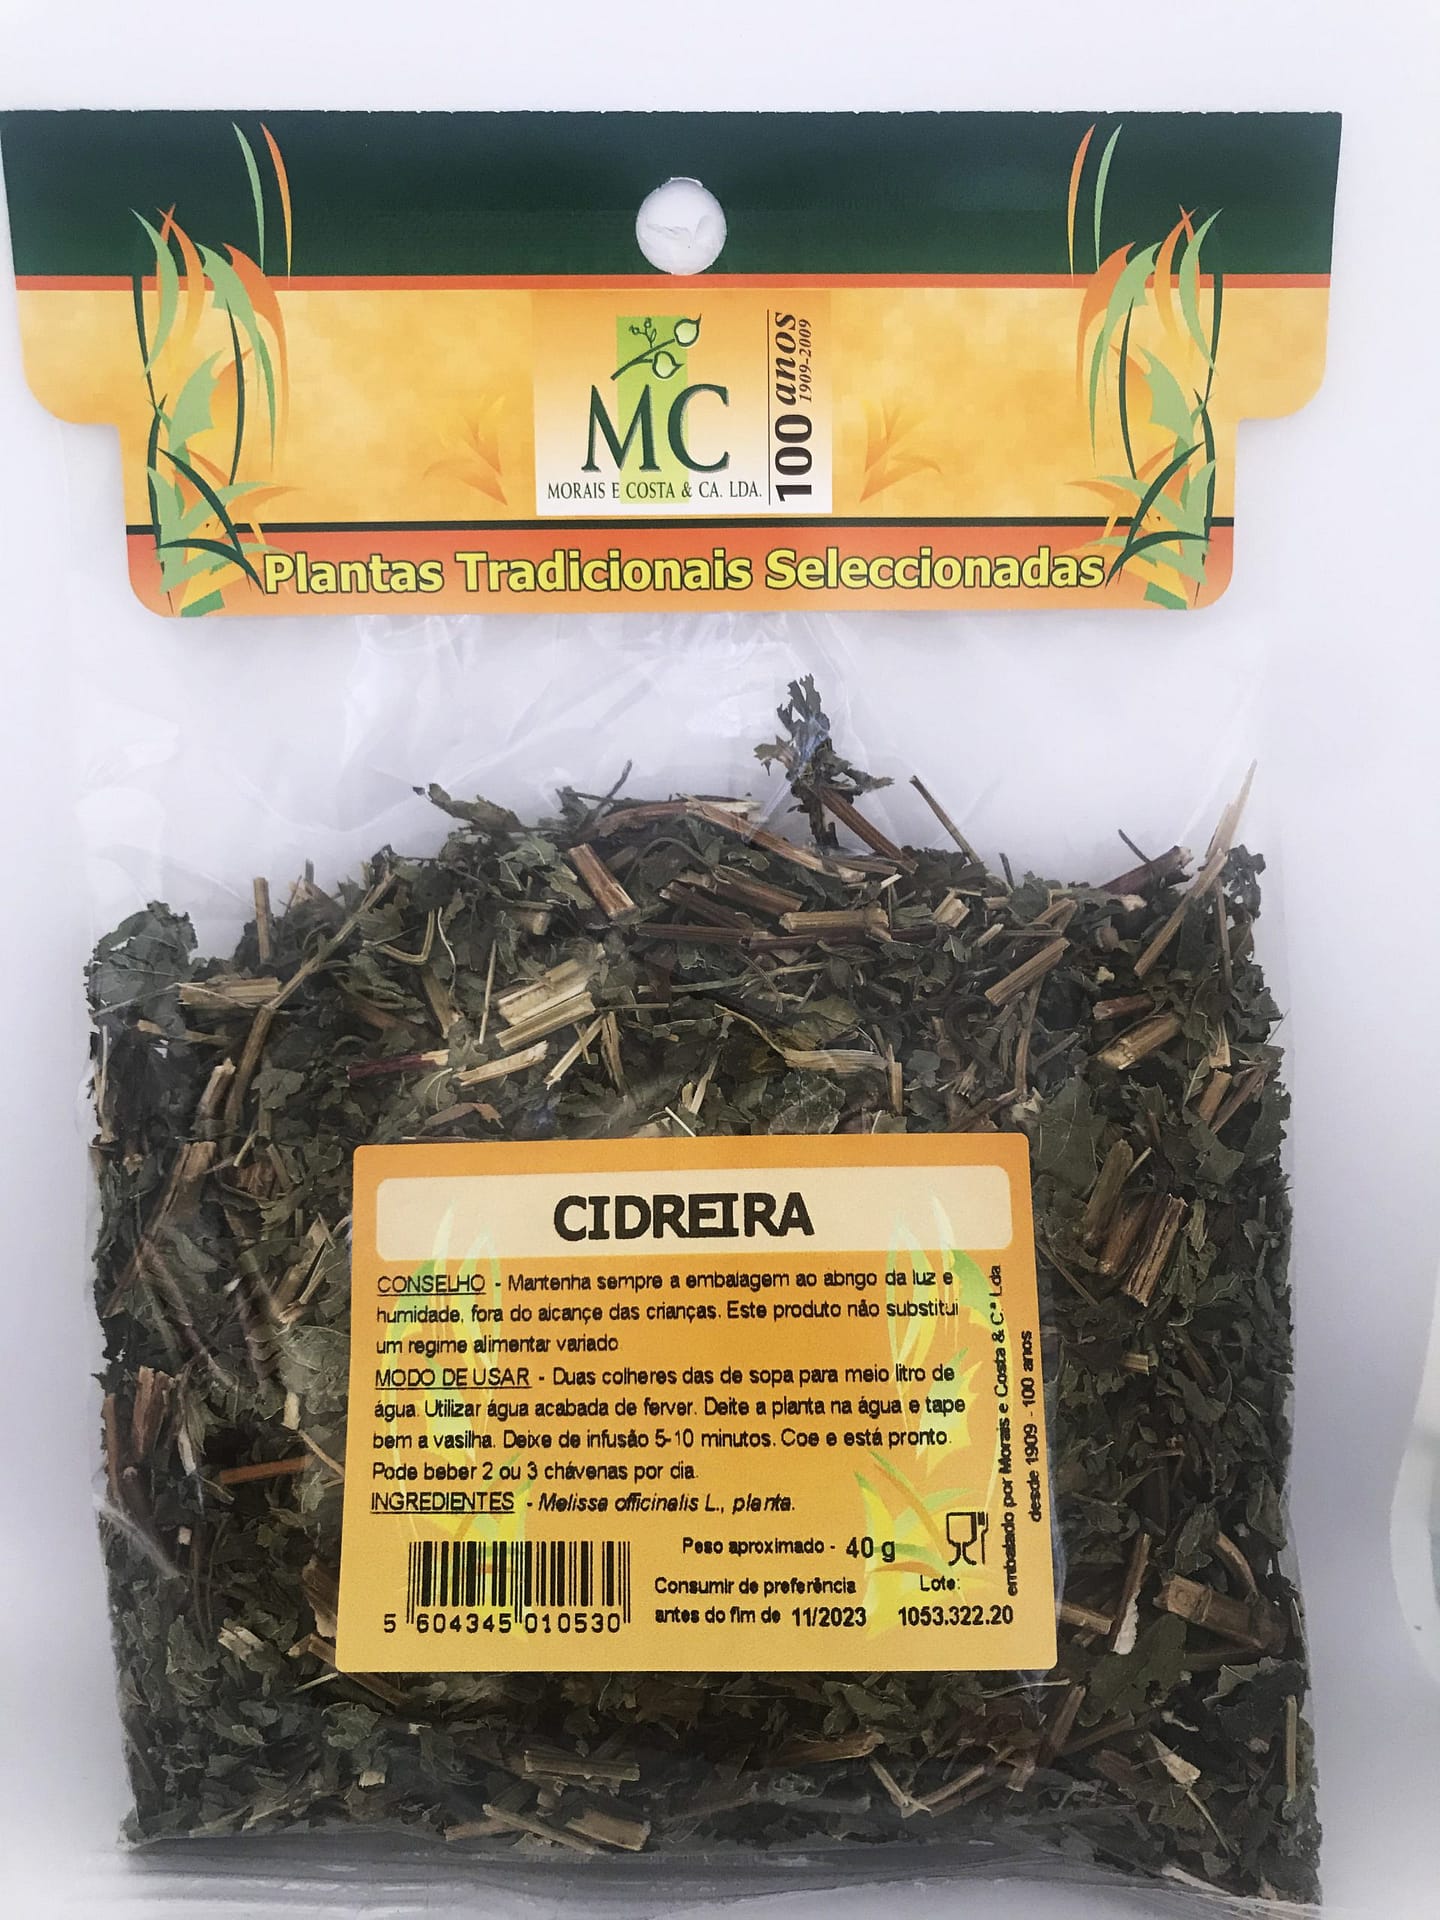 MC
MORAIS E COSTA & CA. LDA.
100 anos
1909-2009
Plantas Tradicionais Seleccionadas
CIDREIRA
CONSELHO - Mantenha sempre a embalagem ao abrigo da luz e
humidade, fora do alcançe das crianças. Este produto não substitui
um regime alimentar variado
MODO DE USAR - Duas colheres das de sopa para meio litro de
água. Utilizar água acabada de ferver. Deite a planta na água e tape
bem a vasilha. Deixe de infusão 5-10 minutos. Coe e está pronto.
Pode beber 2 ou 3 chávenas por dia.
INGREDIENTES - Melissa officinalis L., planta.
Peso aproximado - 40 g
Consumir de preferência
antes do fim de 11/2023
Lote:
1053.322.20
5 604345 010530
embalado por Morais e Costa & Cª Lda
desde 1909 - 100 anos